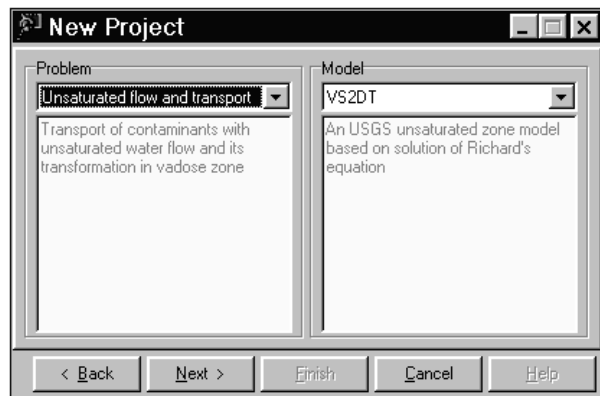 New Project
Problem
Unsaturated flow and transport
Transport of contaminants with
unsaturated water flow and its
transformation in vadose zone
Model
VS2DT
An USGS unsaturated zone model
based on solution of Richard's
equation
< Back
Next >
Finish
Cancel
Help